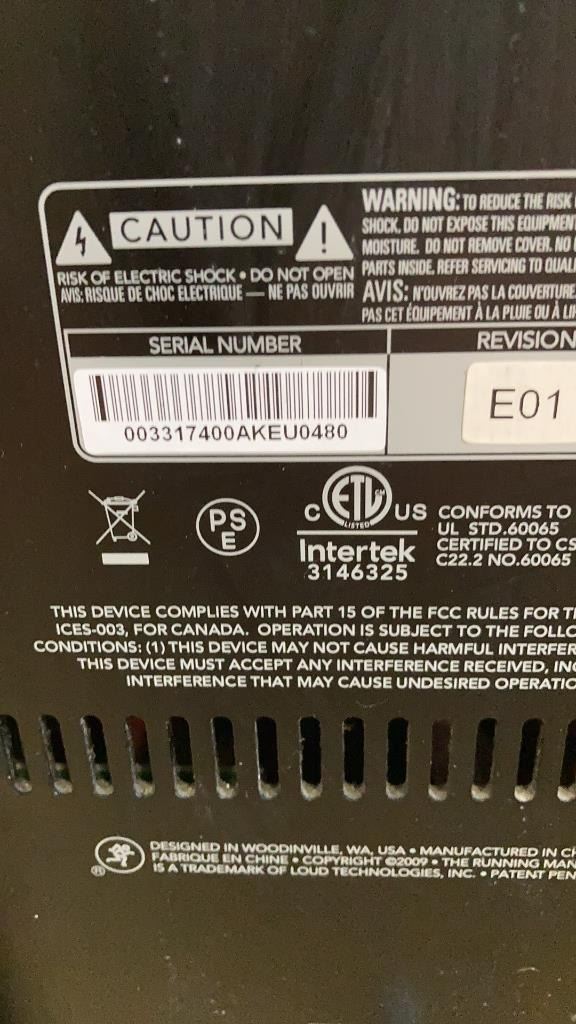 CAUTION
RISK OF ELECTRIC SHOCK • DO NOT OPEN
AVIS: RISQUE DE CHOC ELECTRIQUE — NE PAS OUVRIR
WARNING: TO REDUCE THE RISK
SHOCK, DO NOT EXPOSE THIS EQUIPMENT
MOISTURE. DO NOT REMOVE COVER. NO
PARTS INSIDE. REFER SERVICING TO
AVIS: N'OUVREZ PAS LA COUVERTURE
PAS CET ÉQUIPEMENT À LA PLUIE OU À
SERIAL NUMBER
003317400AKEU0480
REVISION
E01
PS
E
C ETL US
LISTED
Intertek
3146325
CONFORMS TO
UL STD.60065
CERTIFIED TO CS
C22.2 NO.60065
THIS DEVICE COMPLIES WITH PART 15 OF THE FCC RULES FOR
ICES-003, FOR CANADA. OPERATION IS SUBJECT TO THE
CONDITIONS: (1) THIS DEVICE MAY NOT CAUSE HARMFUL
THIS DEVICE MUST ACCEPT ANY INTERFERENCE RECEIVED,
INTERFERENCE THAT MAY CAUSE UNDESIRED
® DESIGNED IN WOODINVILLE, WA, USA • MANUFACTURED IN
FABRIQUE EN CHINE • COPYRIGHT ©2009 • THE RUNNING MAN
IS A TRADEMARK OF LOUD TECHNOLOGIES, INC. • PATENT